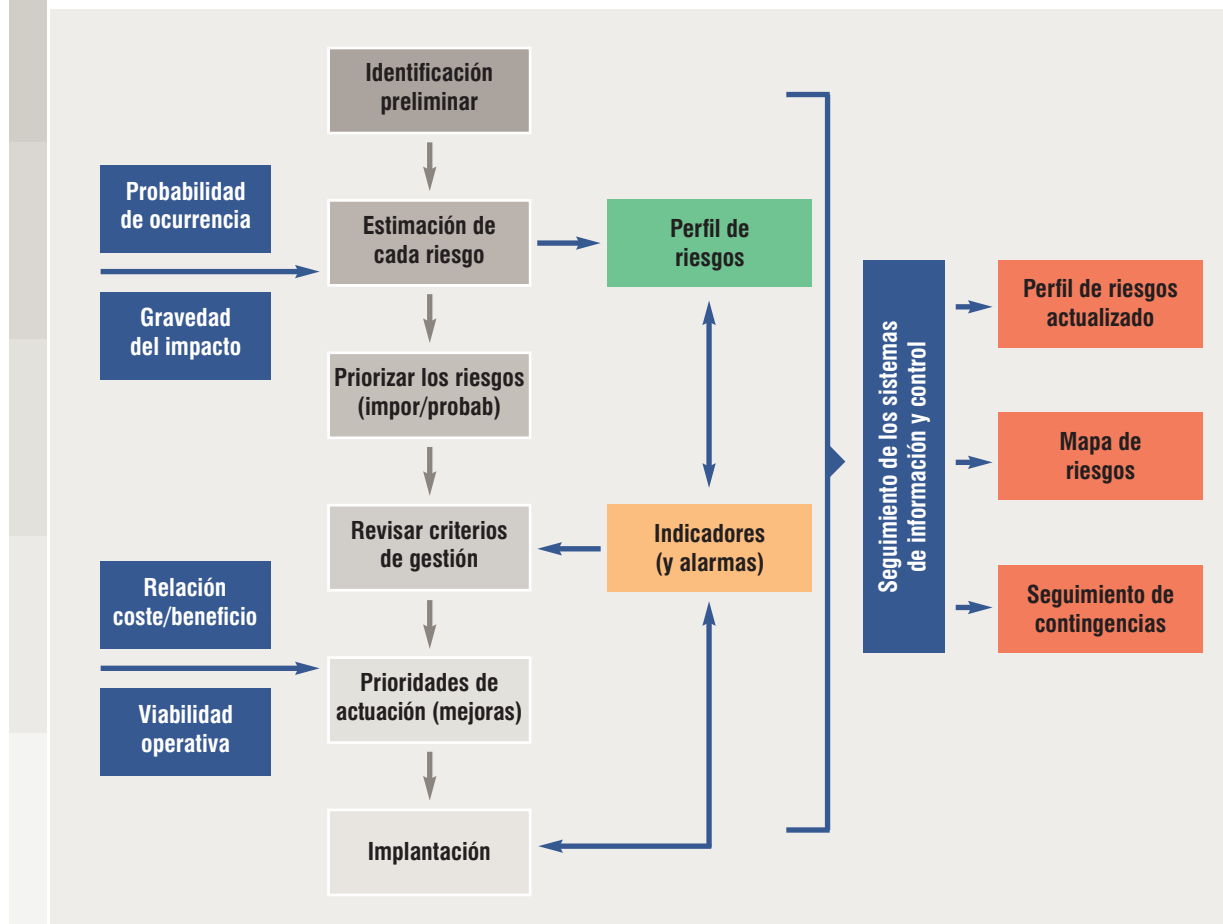 Identificación
preliminar
Probabilidad
de ocurrencia
Gravedad
del impacto
Estimación de
cada riesgo
Perfil de
riesgos
Priorizar los riesgos
(impor/probab)
Revisar criterios
de gestión
Indicadores
(y alarmas)
Relación
coste/beneficio
Viabilidad
operativa
Prioridades de
actuación (mejoras)
Implantación
Seguimiento de los sistemas
de información y control
Perfil de riesgos
actualizado
Mapa de
riesgos
Seguimiento de
contingencias